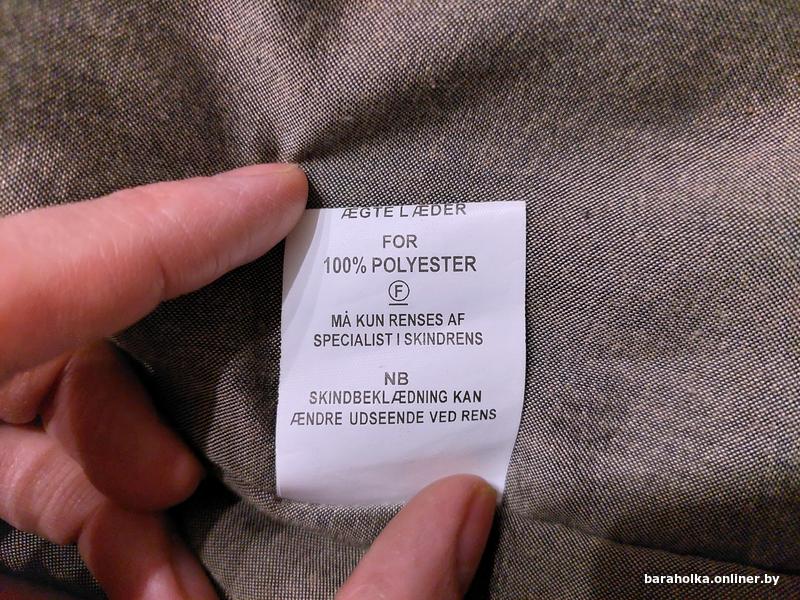 ÆGTE LÆDER
FOR
100% POLYESTER
F
MÅ KUN RENSES AF
SPECIALIST I SKINDRENS
NB
SKINDBEKLÆDNING KAN
ÆNDRE UDSEENDE VED RENS
baraholka.onliner.by